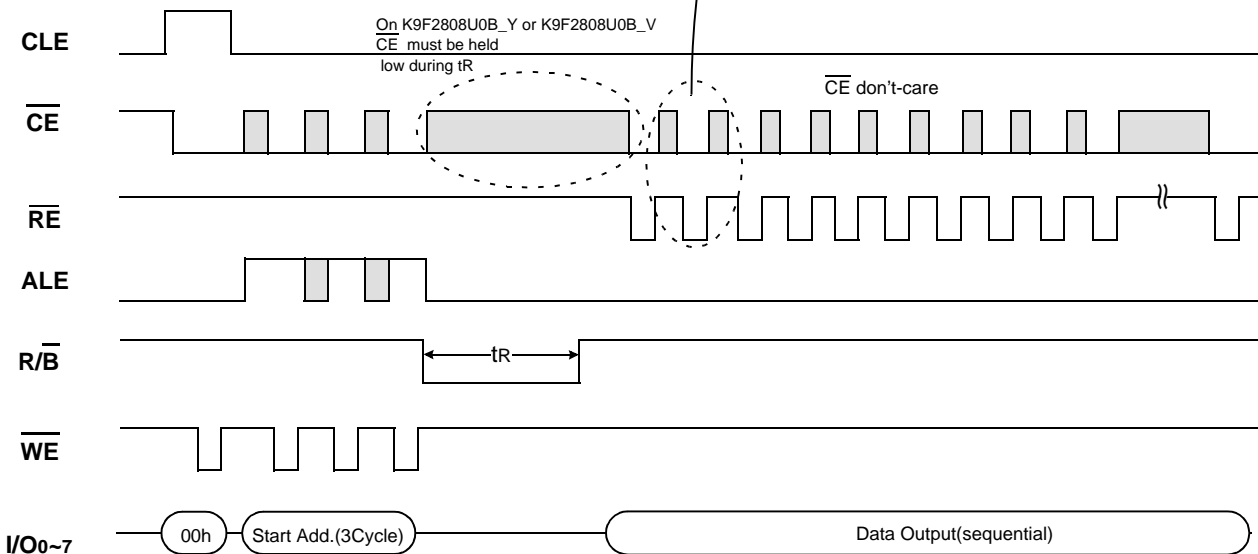 CLE
On K9F2808U0B_Y or K9F2808U0B_V
CE must be held
low during tR
CE don't-care
CE
RE
ALE
R/B
tR
WE
I/O0~7
00h
Start Add.(3Cycle)
Data Output(sequential)